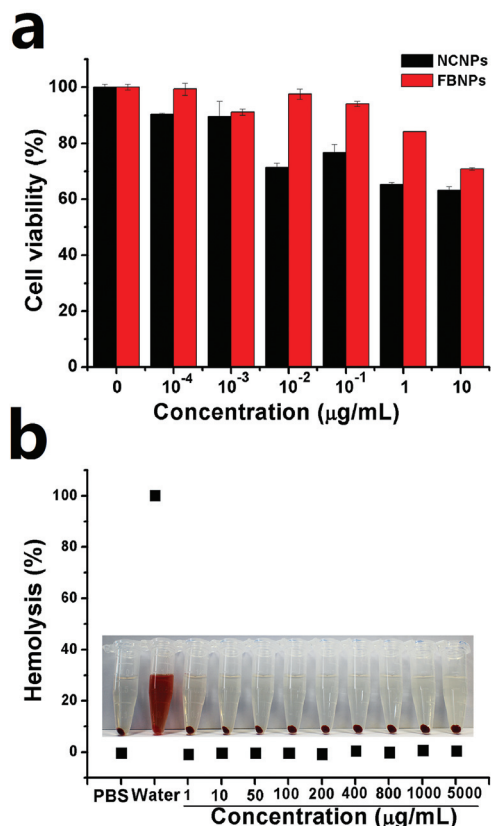 a
NCNPs
FBNPs
Cell viability (%)
100
80
60
40
20
0
0 10⁻⁴ 10⁻³ 10⁻² 10⁻¹ 1 10
Concentration (μg/mL)
b
Hemolysis (%)
100
80
60
40
20
0
PBS Water 1 10 50 100 200 400 800 1000 5000
Concentration (μg/mL)